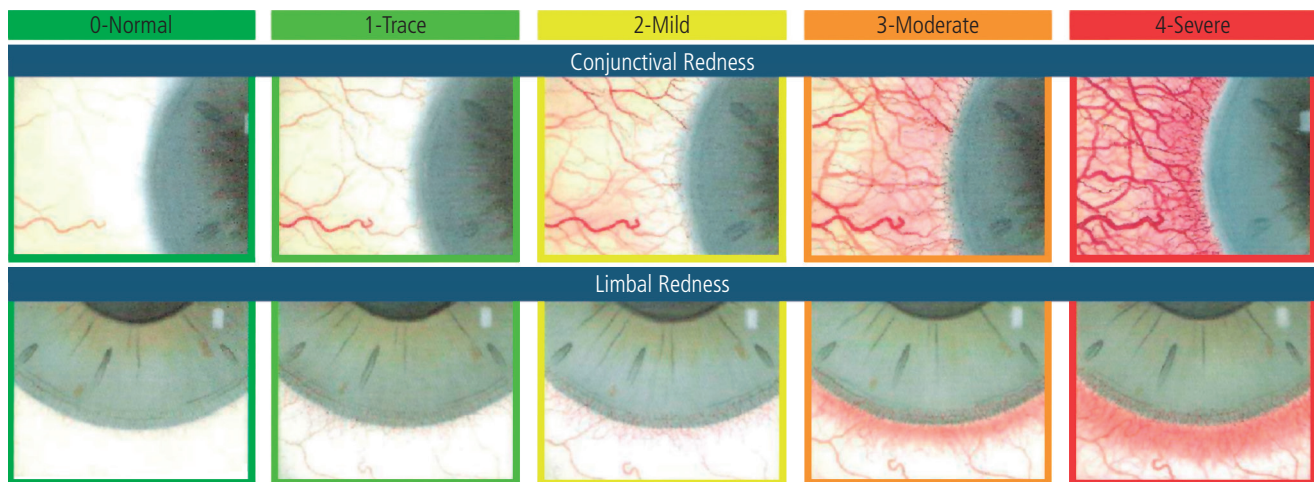 0-Normal
1-Trace
2-Mild
3-Moderate
4-Severe
Conjunctival Redness
Limbal Redness